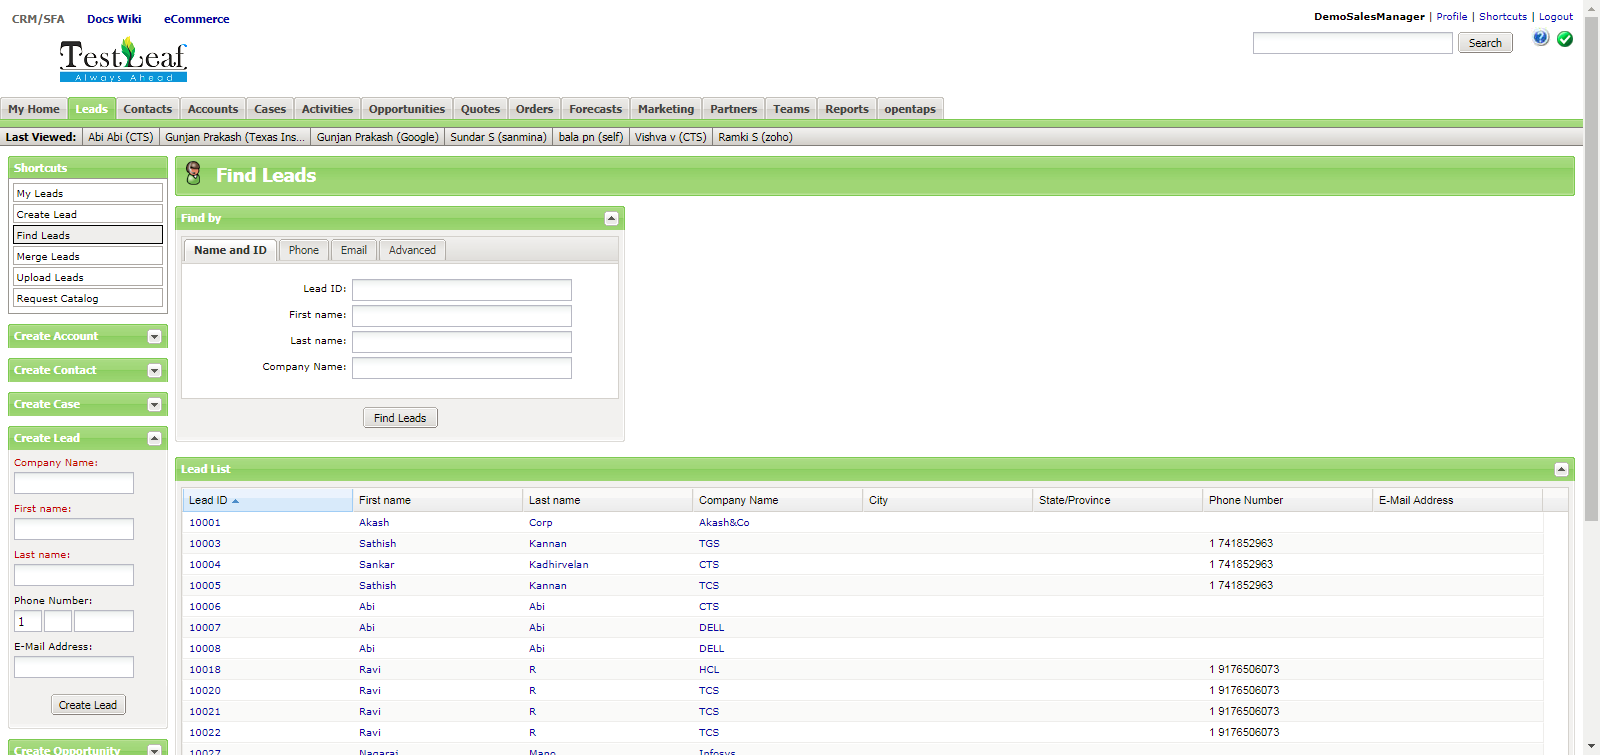 CRM/SFA Docs Wiki eCommerce
DemoSalesManager | Profile | Shortcuts | Logout
Search
TestLeaf
Always Ahead
My Home Leads Contacts Accounts Cases Activities Opportunities Quotes Orders Forecasts Marketing Partners Teams Reports opentaps
Last Viewed: Abi Abi (CTS) Gunjan Prakash (Texas Ins... Gunjan Prakash (Google) Sundar S (sanmina) bala pn (self) Vishva v (CTS) Ramki S (zoho)
Shortcuts
My Leads
Create Lead
Find Leads
Merge Leads
Upload Leads
Request Catalog
Create Account
Create Contact
Create Case
Create Lead
Company Name:
First name:
Last name:
Phone Number:
1
E-Mail Address:
Create Lead
Create Opportunity
Find Leads
Find by
Name and ID Phone Email Advanced
Lead ID:
First name:
Last name:
Company Name:
Find Leads
Lead List
Lead ID First name Last name Company Name City State/Province Phone Number E-Mail Address
10001 Akash Corp Akash&Co
10003 Sathish Kannan TGS 1 741852963
10004 Sankar Kadhirvelan CTS 1 741852963
10005 Sathish Kannan TCS 1 741852963
10006 Abi Abi CTS
10007 Abi Abi DELL
10008 Abi Abi DELL
10018 Ravi R HCL 1 9176506073
10020 Ravi R TCS 1 9176506073
10021 Ravi R TCS 1 9176506073
10022 Ravi R TCS 1 9176506073
10027 Nagaraj Mano Infosys